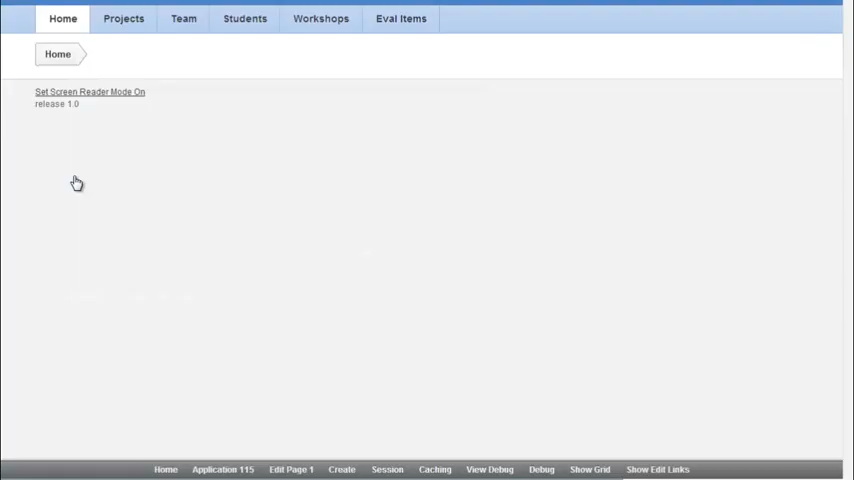 Home Projects Team Students Workshops Eval Items
Home
Set Screen Reader Mode On
release 1.0
Home Application 115 Edit Page 1 Create Session Caching View Debug Debug Show Grid Show Edit Links